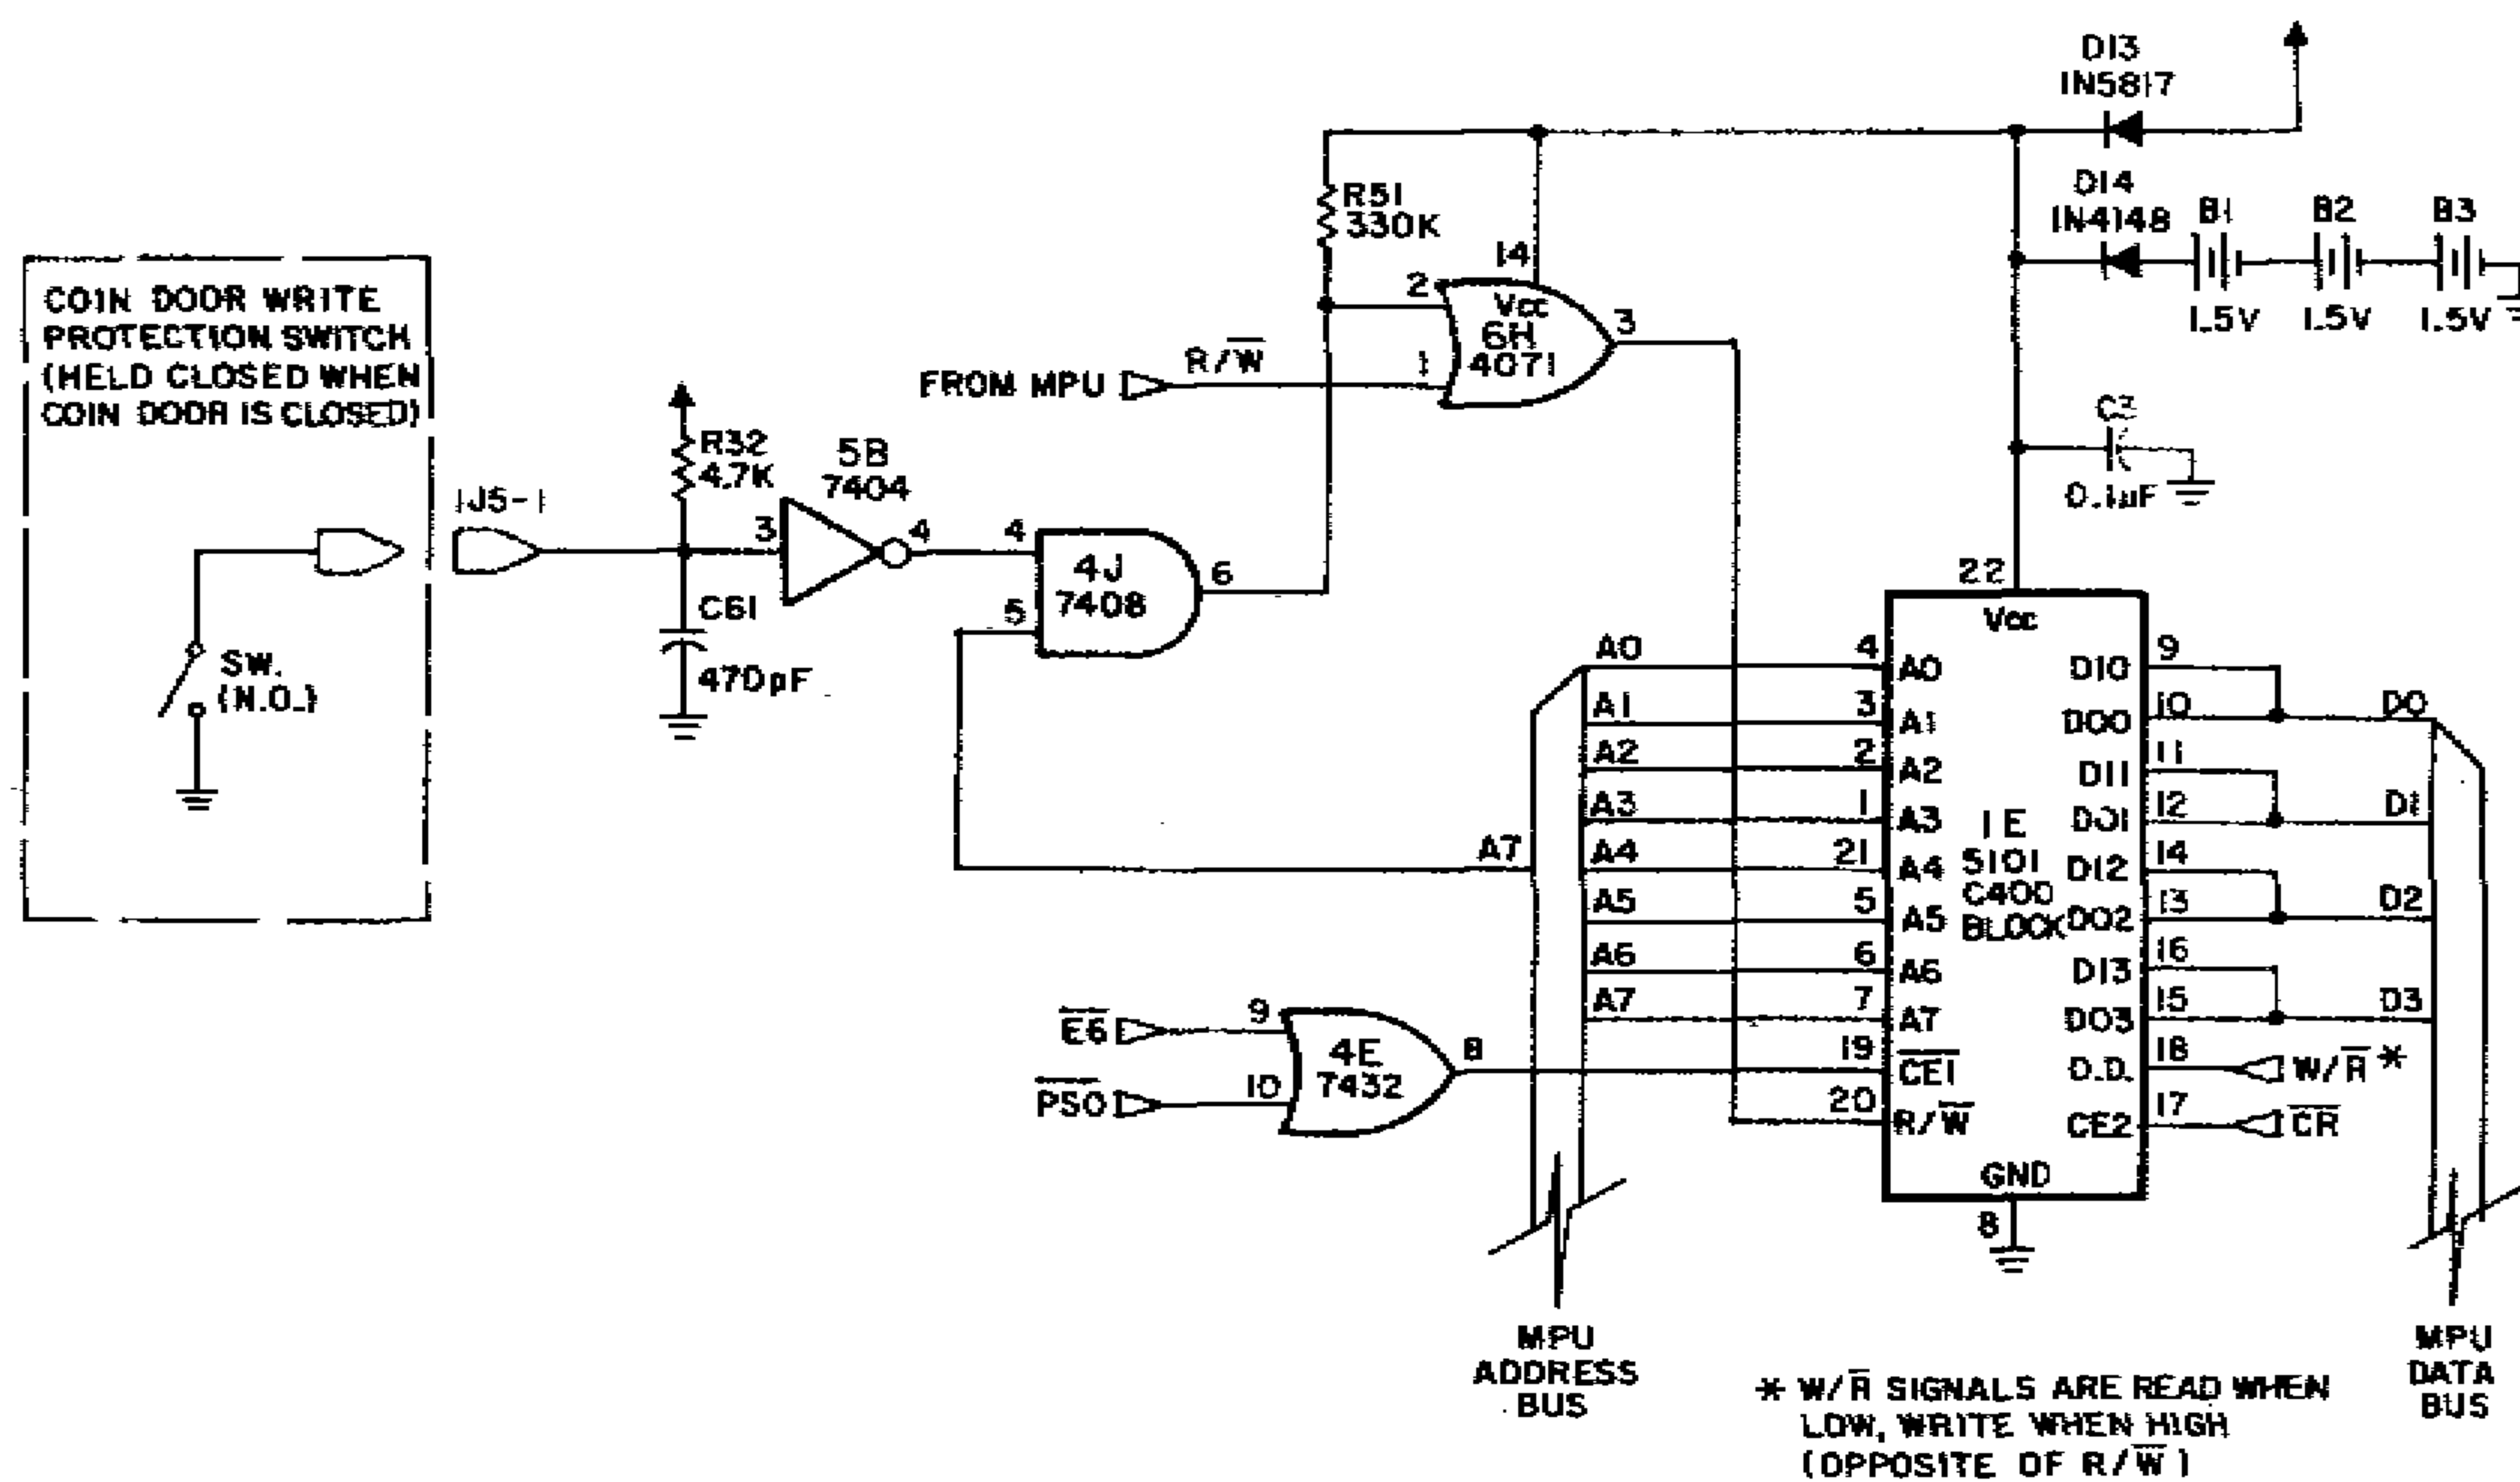 D13
1N5817
D14
1N4148
B1
B2
B3
1.5V
1.5V
1.5V
R51
330K
14
2
Vcc
6H
4071
3
1
R/W̅
FROM MPU
COIN DOOR WRITE
PROTECTION SWITCH
(HELD CLOSED WHEN
COIN DOOR IS CLOSED)
R32
4.7K
5B
7404
1J5-1
3
4
4
4J
7408
6
5
C61
470pF
SW.
(N.O.)
0.1µF
22
Vcc
A0
4
A0
DI0
9
A1
3
A1
DO0
10
D0
A2
2
A2
DI1
11
A3
1
A3
DO1
12
D1
A7
A4
21
A4
DI2
14
1E
5101
C400
BLOCK
A5
5
A5
DO2
13
D2
A6
6
A6
DI3
16
A7
7
A7
DO3
15
D3
E̅6̅
9
4E
7432
8
19
C̅E̅1̅
O.D.
18
W/R̅ *
P̅S̅0̅
10
20
R/W̅
CE2
17
C̅R̅
GND
8
MPU
ADDRESS
BUS
MPU
DATA
BUS
* W/R̅ SIGNALS ARE READ WHEN
LOW, WRITE WHEN HIGH
(OPPOSITE OF R/W̅)